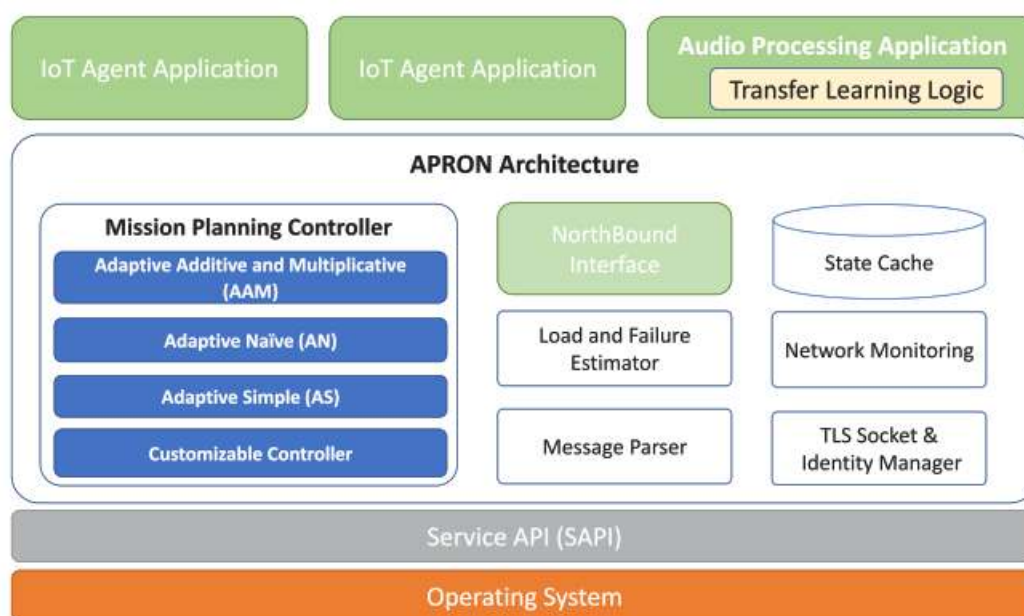 IoT Agent Application
IoT Agent Application
Audio Processing Application
Transfer Learning Logic
APRON Architecture
Mission Planning Controller
Adaptive Additive and Multiplicative
(AAM)
Adaptive Naïve (AN)
Adaptive Simple (AS)
Customizable Controller
NorthBound
Interface
Load and Failure
Estimator
Message Parser
State Cache
Network Monitoring
TLS Socket &
Identity Manager
Service API (SAPI)
Operating System